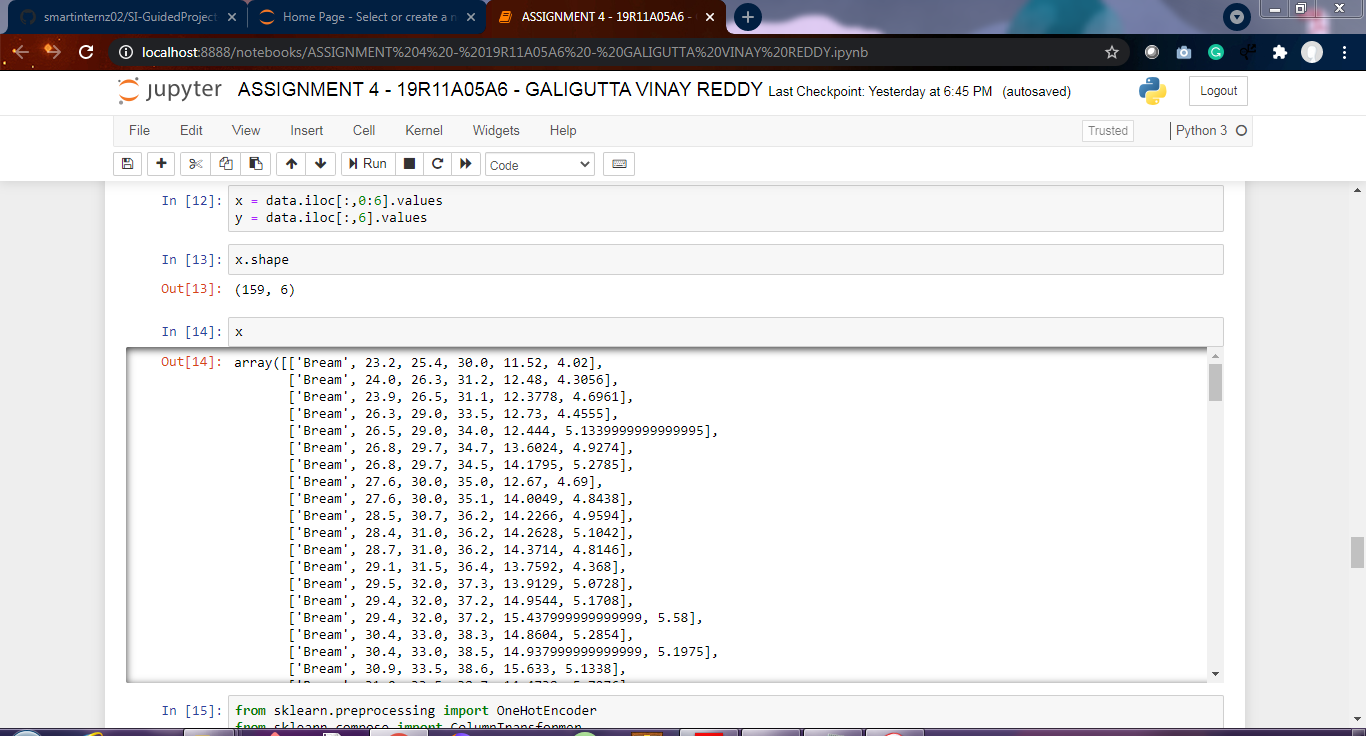 smartinternz02/SI-GuidedProject
Home Page - Select or create a n
ASSIGNMENT 4 - 19R11A05A6 -
localhost:8888/notebooks/ASSIGNMENT%204%20-%2019R11A05A6%20-%20GALIGUTTA%20VINAY%20REDDY.ipynb
jupyter ASSIGNMENT 4 - 19R11A05A6 - GALIGUTTA VINAY REDDY Last Checkpoint: Yesterday at 6:45 PM (autosaved)
Logout
File Edit View Insert Cell Kernel Widgets Help
Trusted
Python 3
Run
Code
In [12]: x = data.iloc[:,0:6].values
y = data.iloc[:,6].values
In [13]: x.shape
Out[13]: (159, 6)
In [14]: x
Out[14]: array([['Bream', 23.2, 25.4, 30.0, 11.52, 4.02],
['Bream', 24.0, 26.3, 31.2, 12.48, 4.3056],
['Bream', 23.9, 26.5, 31.1, 12.3778, 4.6961],
['Bream', 26.3, 29.0, 33.5, 12.73, 4.4555],
['Bream', 26.5, 29.0, 34.0, 12.444, 5.1339999999999995],
['Bream', 26.8, 29.7, 34.7, 13.6024, 4.9274],
['Bream', 26.8, 29.7, 34.5, 14.1795, 5.2785],
['Bream', 27.6, 30.0, 35.0, 12.67, 4.69],
['Bream', 27.6, 30.0, 35.1, 14.0049, 4.8438],
['Bream', 28.5, 30.7, 36.2, 14.2266, 4.9594],
['Bream', 28.4, 31.0, 36.2, 14.2628, 5.1042],
['Bream', 28.7, 31.0, 36.2, 14.3714, 4.8146],
['Bream', 29.1, 31.5, 36.4, 13.7592, 4.368],
['Bream', 29.5, 32.0, 37.3, 13.9129, 5.0728],
['Bream', 29.4, 32.0, 37.2, 14.9544, 5.1708],
['Bream', 29.4, 32.0, 37.2, 15.437999999999999, 5.58],
['Bream', 30.4, 33.0, 38.3, 14.8604, 5.2854],
['Bream', 30.4, 33.0, 38.5, 14.937999999999999, 5.1975],
['Bream', 30.9, 33.5, 38.6, 15.633, 5.1338],
In [15]: from sklearn.preprocessing import OneHotEncoder
from sklearn.compose import ColumnTransformer